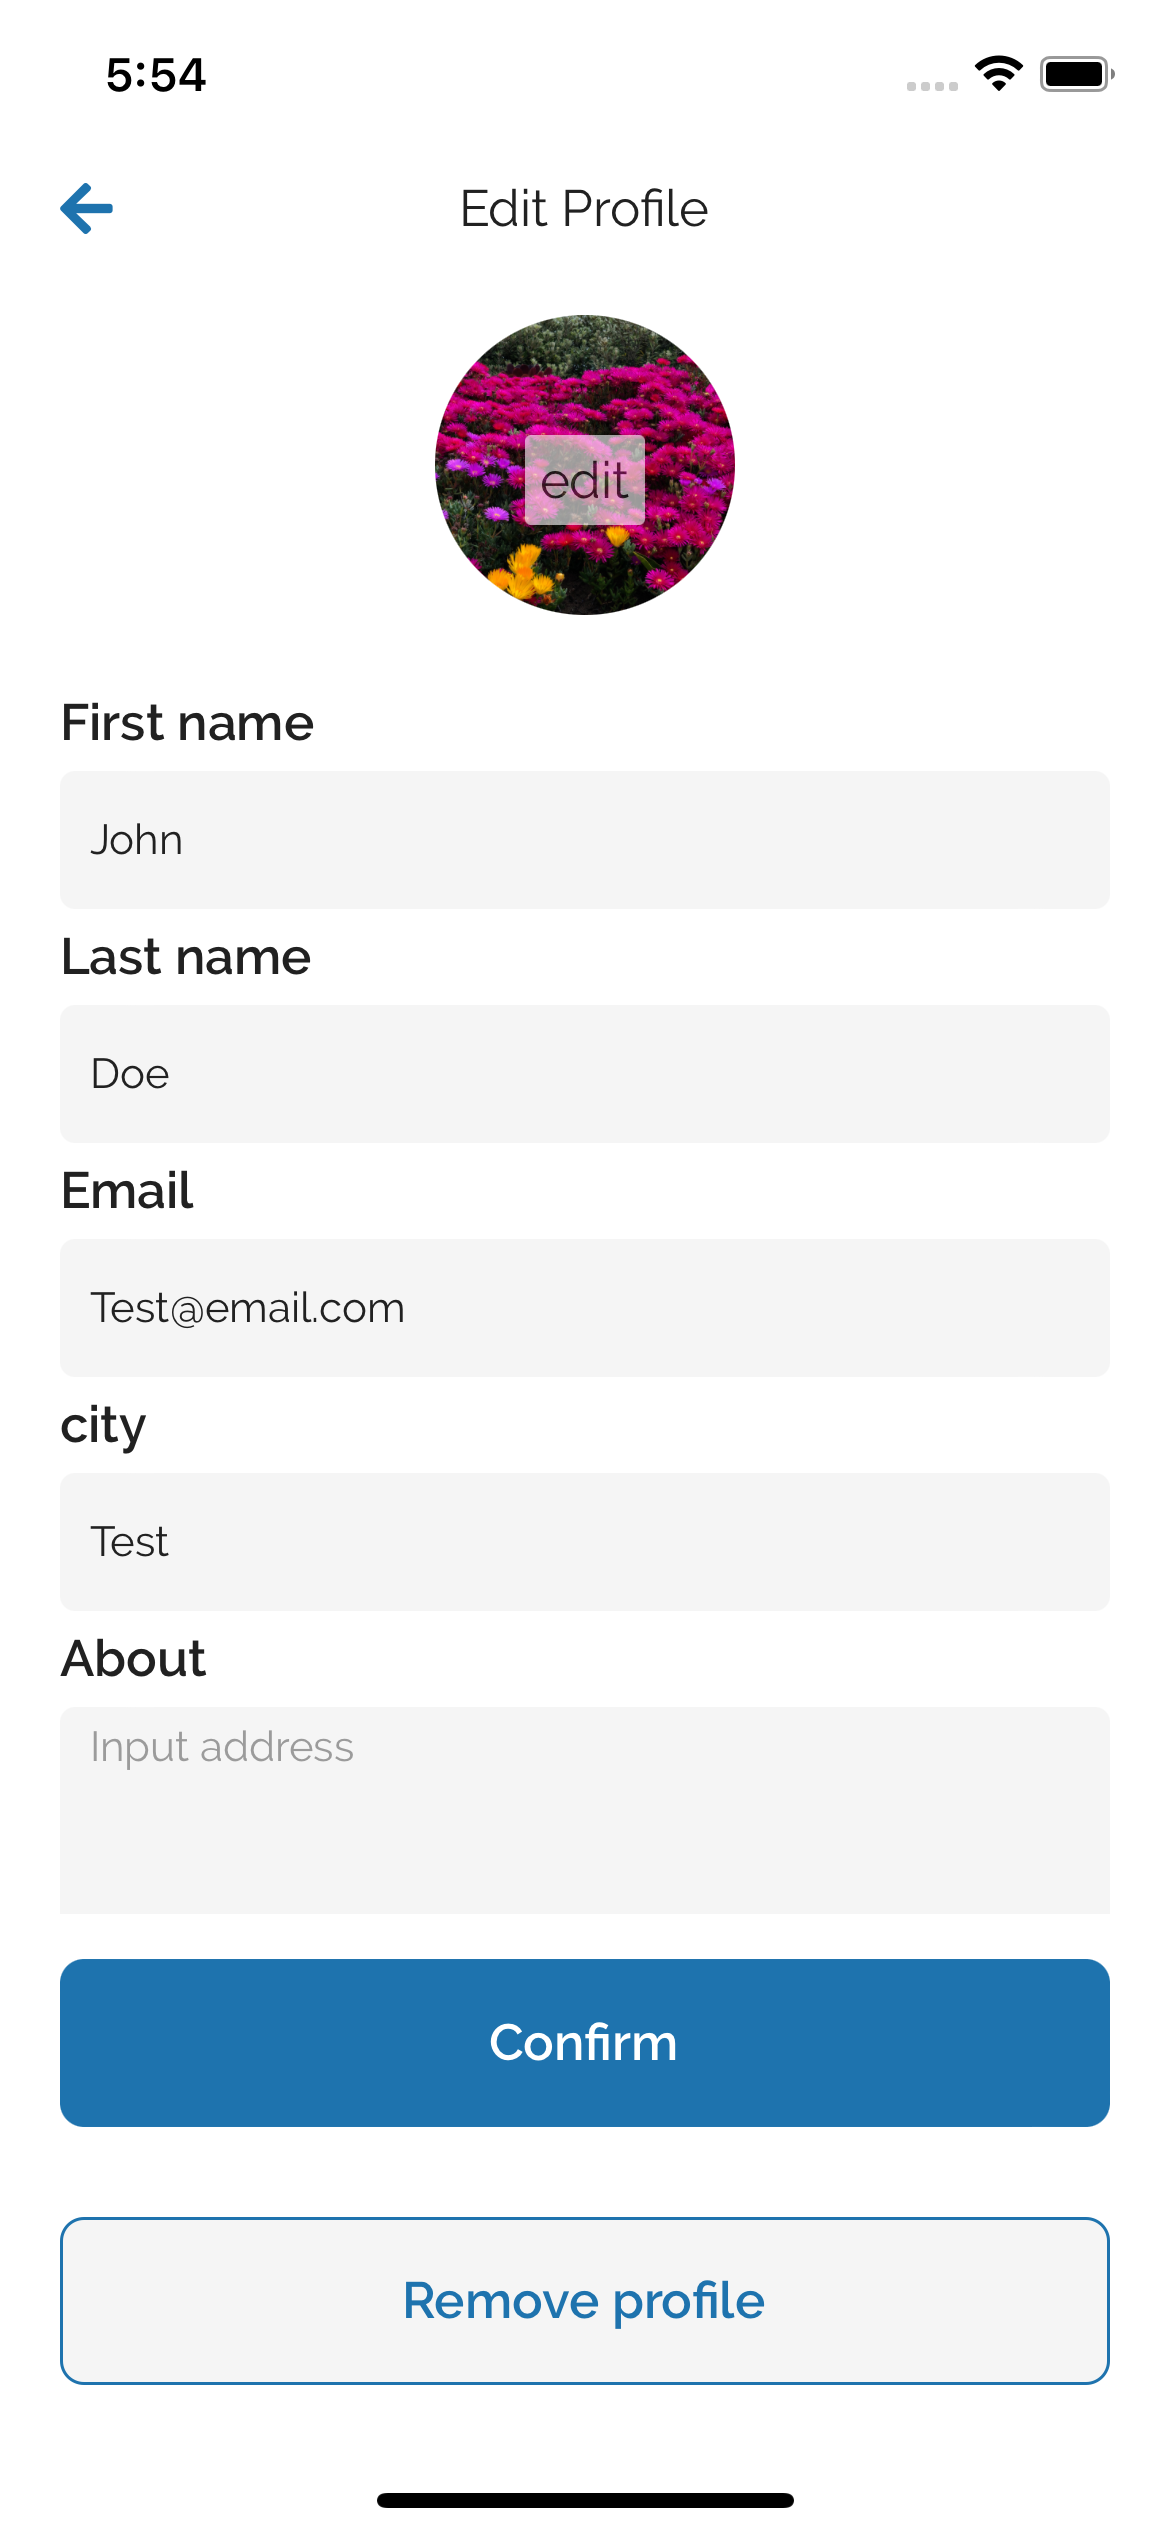 5:54
Edit Profile
edit
First name
John
Last name
Doe
Email
Test@email.com
city
Test
About
Input address
Confirm
Remove profile